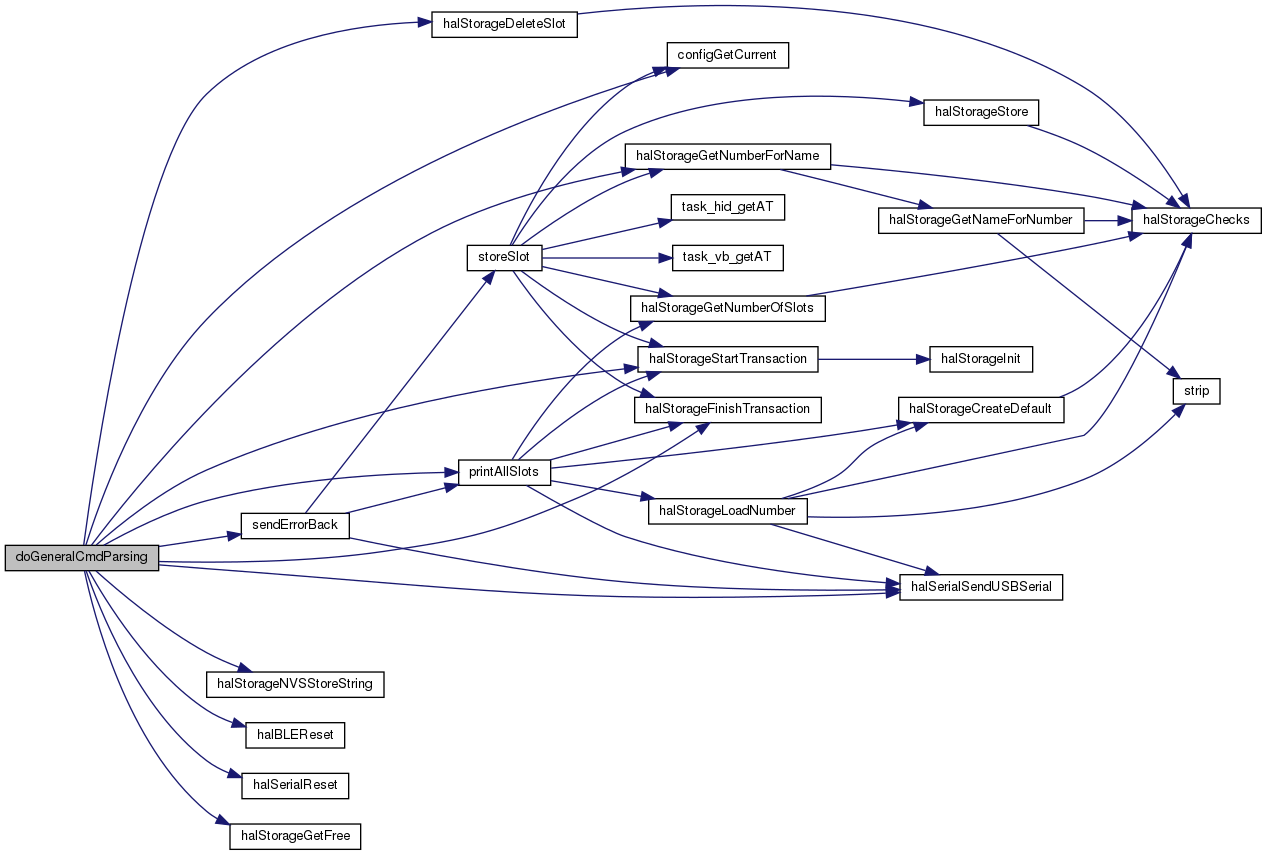 halStorageDeleteSlot
configGetCurrent
halStorageStore
halStorageGetNumberForName
task_hid_getAT
halStorageGetNameForNumber
halStorageChecks
storeSlot
task_vb_getAT
halStorageGetNumberOfSlots
halStorageStartTransaction
halStorageInit
strip
halStorageFinishTransaction
halStorageCreateDefault
printAllSlots
halStorageLoadNumber
sendErrorBack
doGeneralCmdParsing
halSerialSendUSBSerial
halStorageNVSStoreString
halBLEReset
halSerialReset
halStorageGetFree